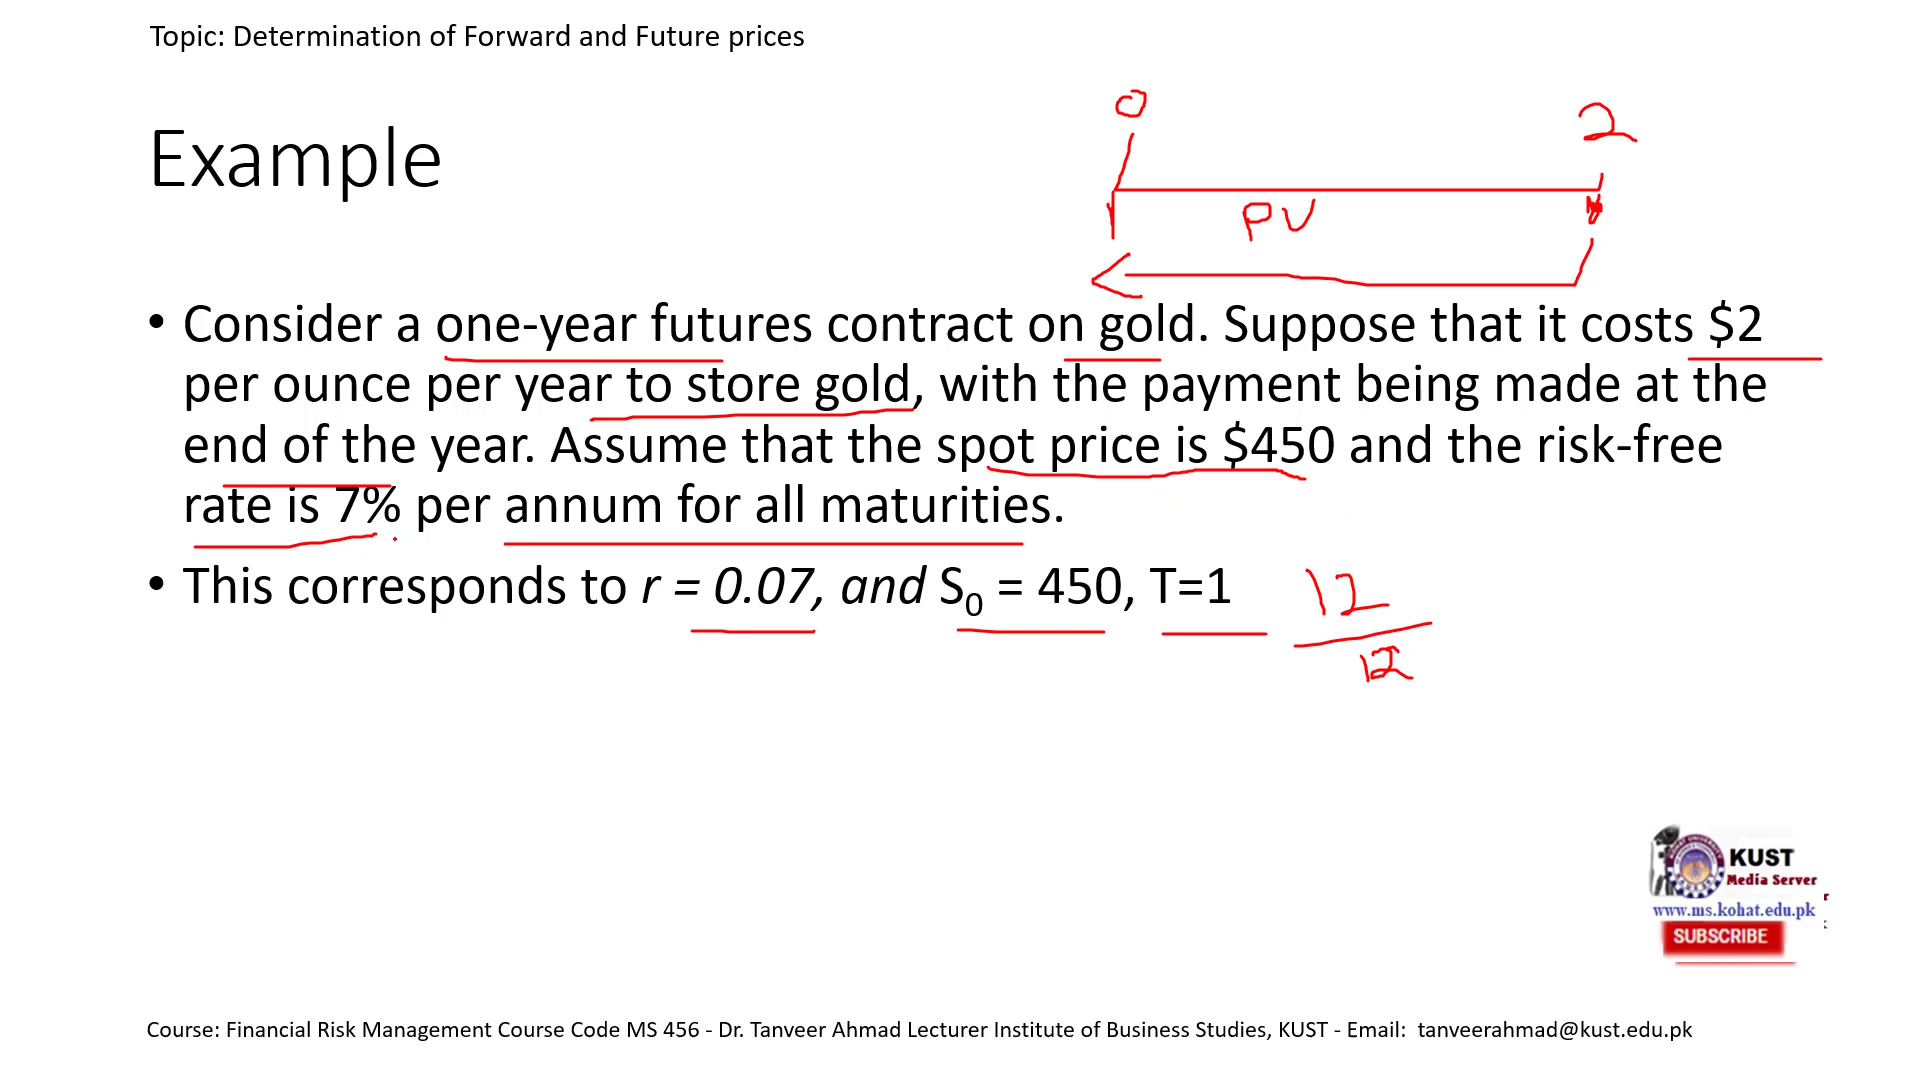 Topic: Determination of Forward and Future prices
0
2
Example
PV
• Consider a one-year futures contract on gold. Suppose that it costs $2
per ounce per year to store gold, with the payment being made at the
end of the year. Assume that the spot price is $450 and the risk-free
rate is 7% per annum for all maturities.
• This corresponds to r = 0.07, and S₀ = 450, T=1
12
12
KUST
Media Server
www.ms.kohat.edu.pk
SUBSCRIBE
Course: Financial Risk Management Course Code MS 456 - Dr. Tanveer Ahmad Lecturer Institute of Business Studies, KUST - Email: tanveerahmad@kust.edu.pk